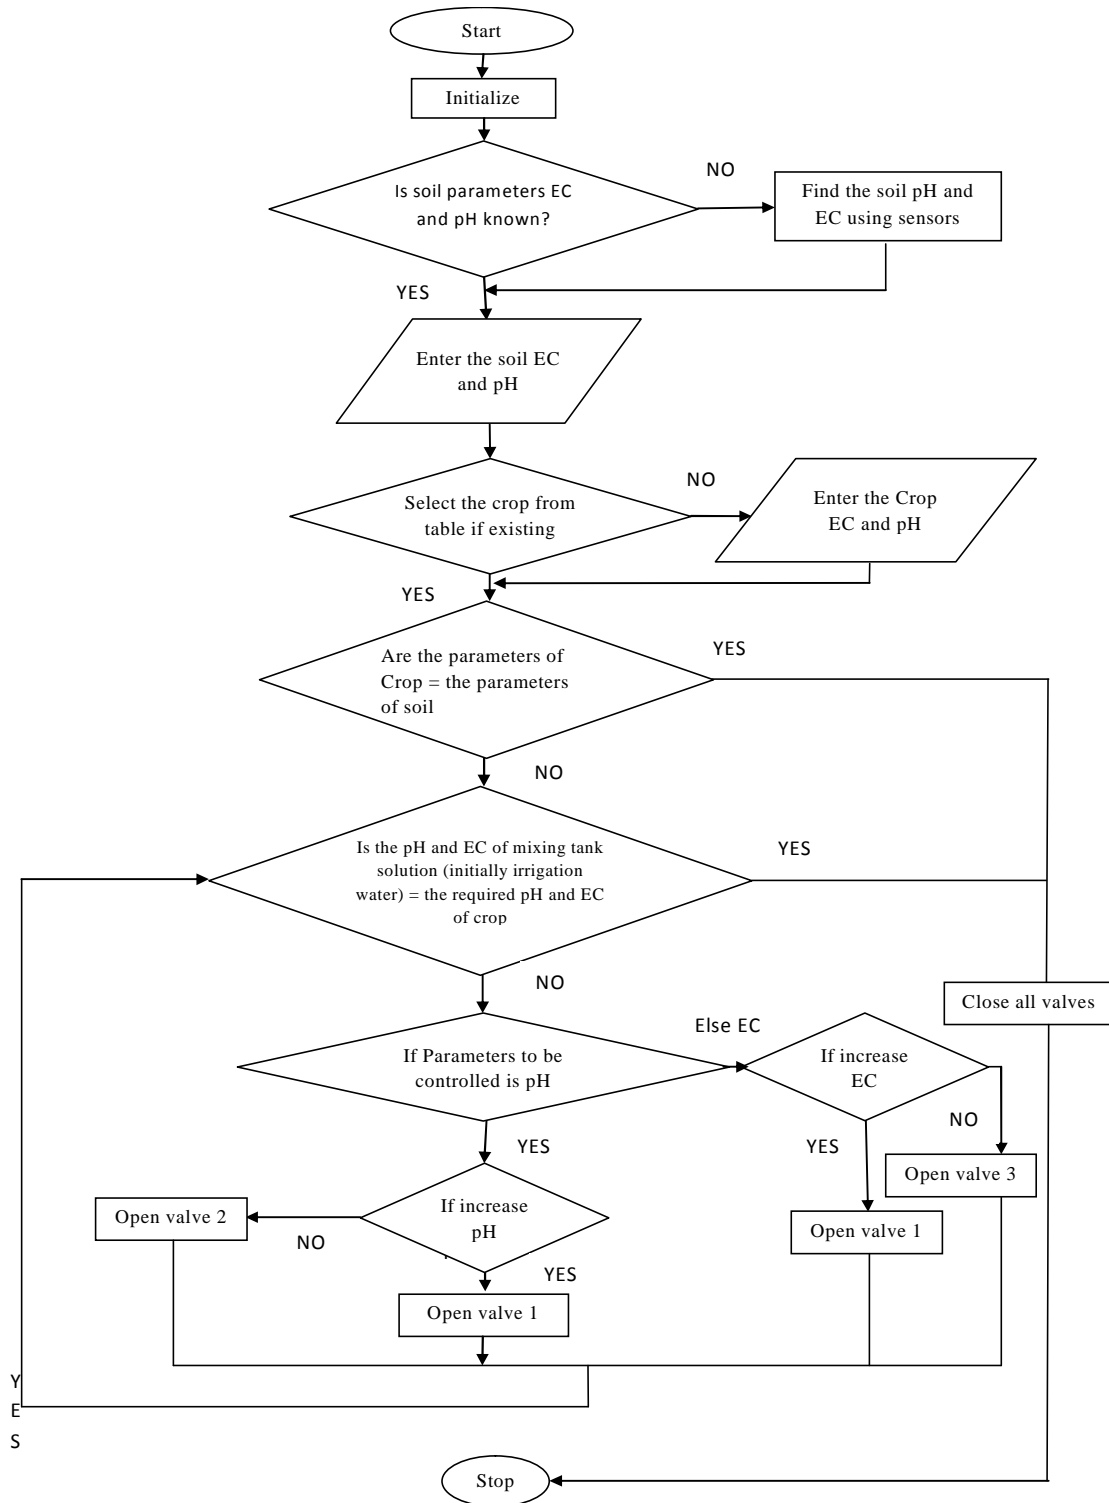 Start
Initialize
Is soil parameters EC
and pH known?
NO
Find the soil pH and
EC using sensors
YES
Enter the soil EC
and pH
Select the crop from
table if existing
NO
Enter the Crop
EC and pH
YES
Are the parameters of
Crop = the parameters
of soil
YES
NO
Is the pH and EC of mixing tank
solution (initially irrigation
water) = the required pH and EC
of crop
YES
NO
Close all valves
If Parameters to be
controlled is pH
Else EC
If increase
EC
NO
YES
YES
Open valve 3
Open valve 2
NO
If increase
pH
Open valve 1
YES
Open valve 1
Y
E
S
Stop